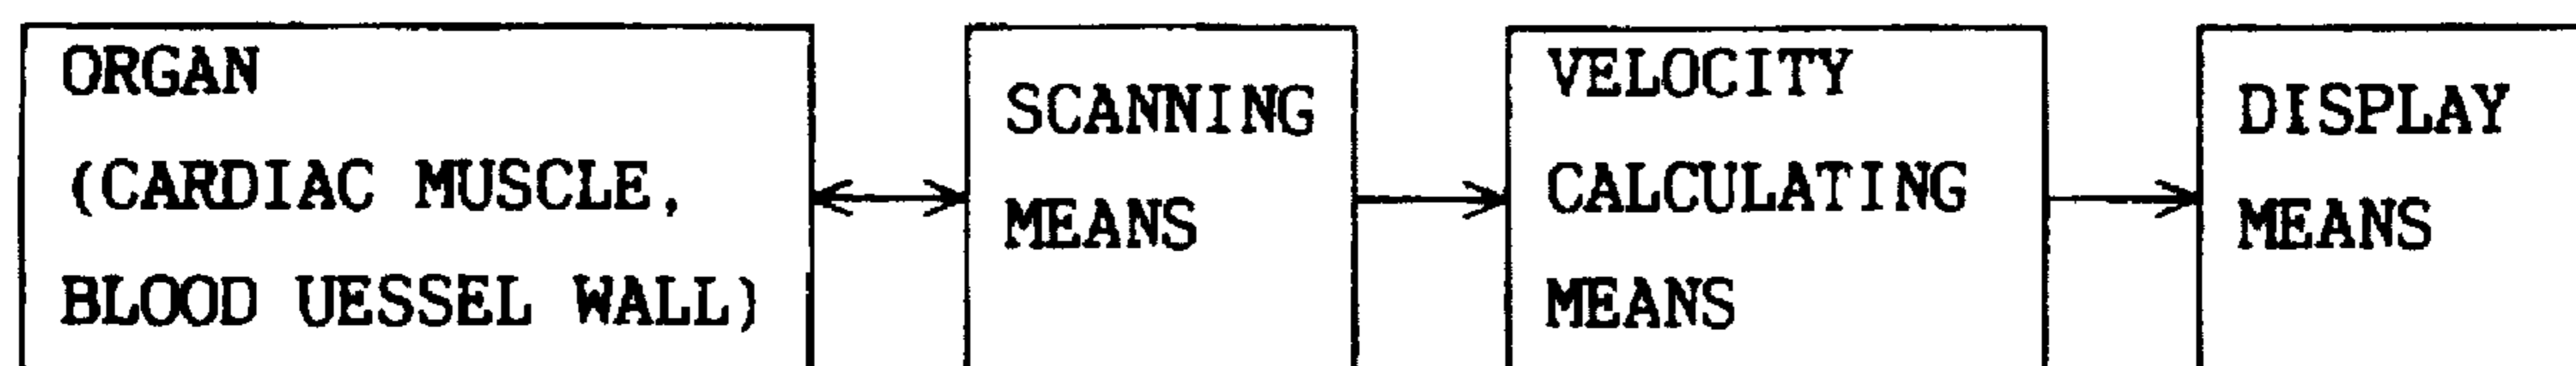 ORGAN
(CARDIAC MUSCLE,
BLOOD UESSEL WALL)
SCANNING
MEANS
VELOCITY
CALCULATING
MEANS
DISPLAY
MEANS